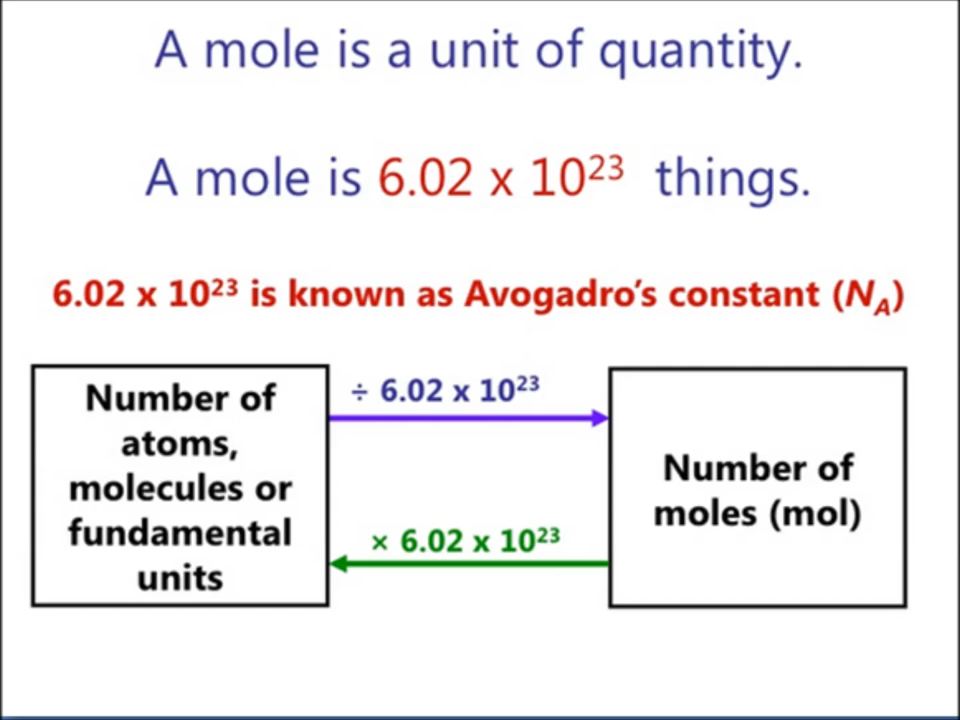 A mole is a unit of quantity.
A mole is 6.02 x 10²³ things.
6.02 x 10²³ is known as Avogadro’s constant (N_A)
Number of
atoms,
molecules or
fundamental
units
÷ 6.02 x 10²³
× 6.02 x 10²³
Number of
moles (mol)